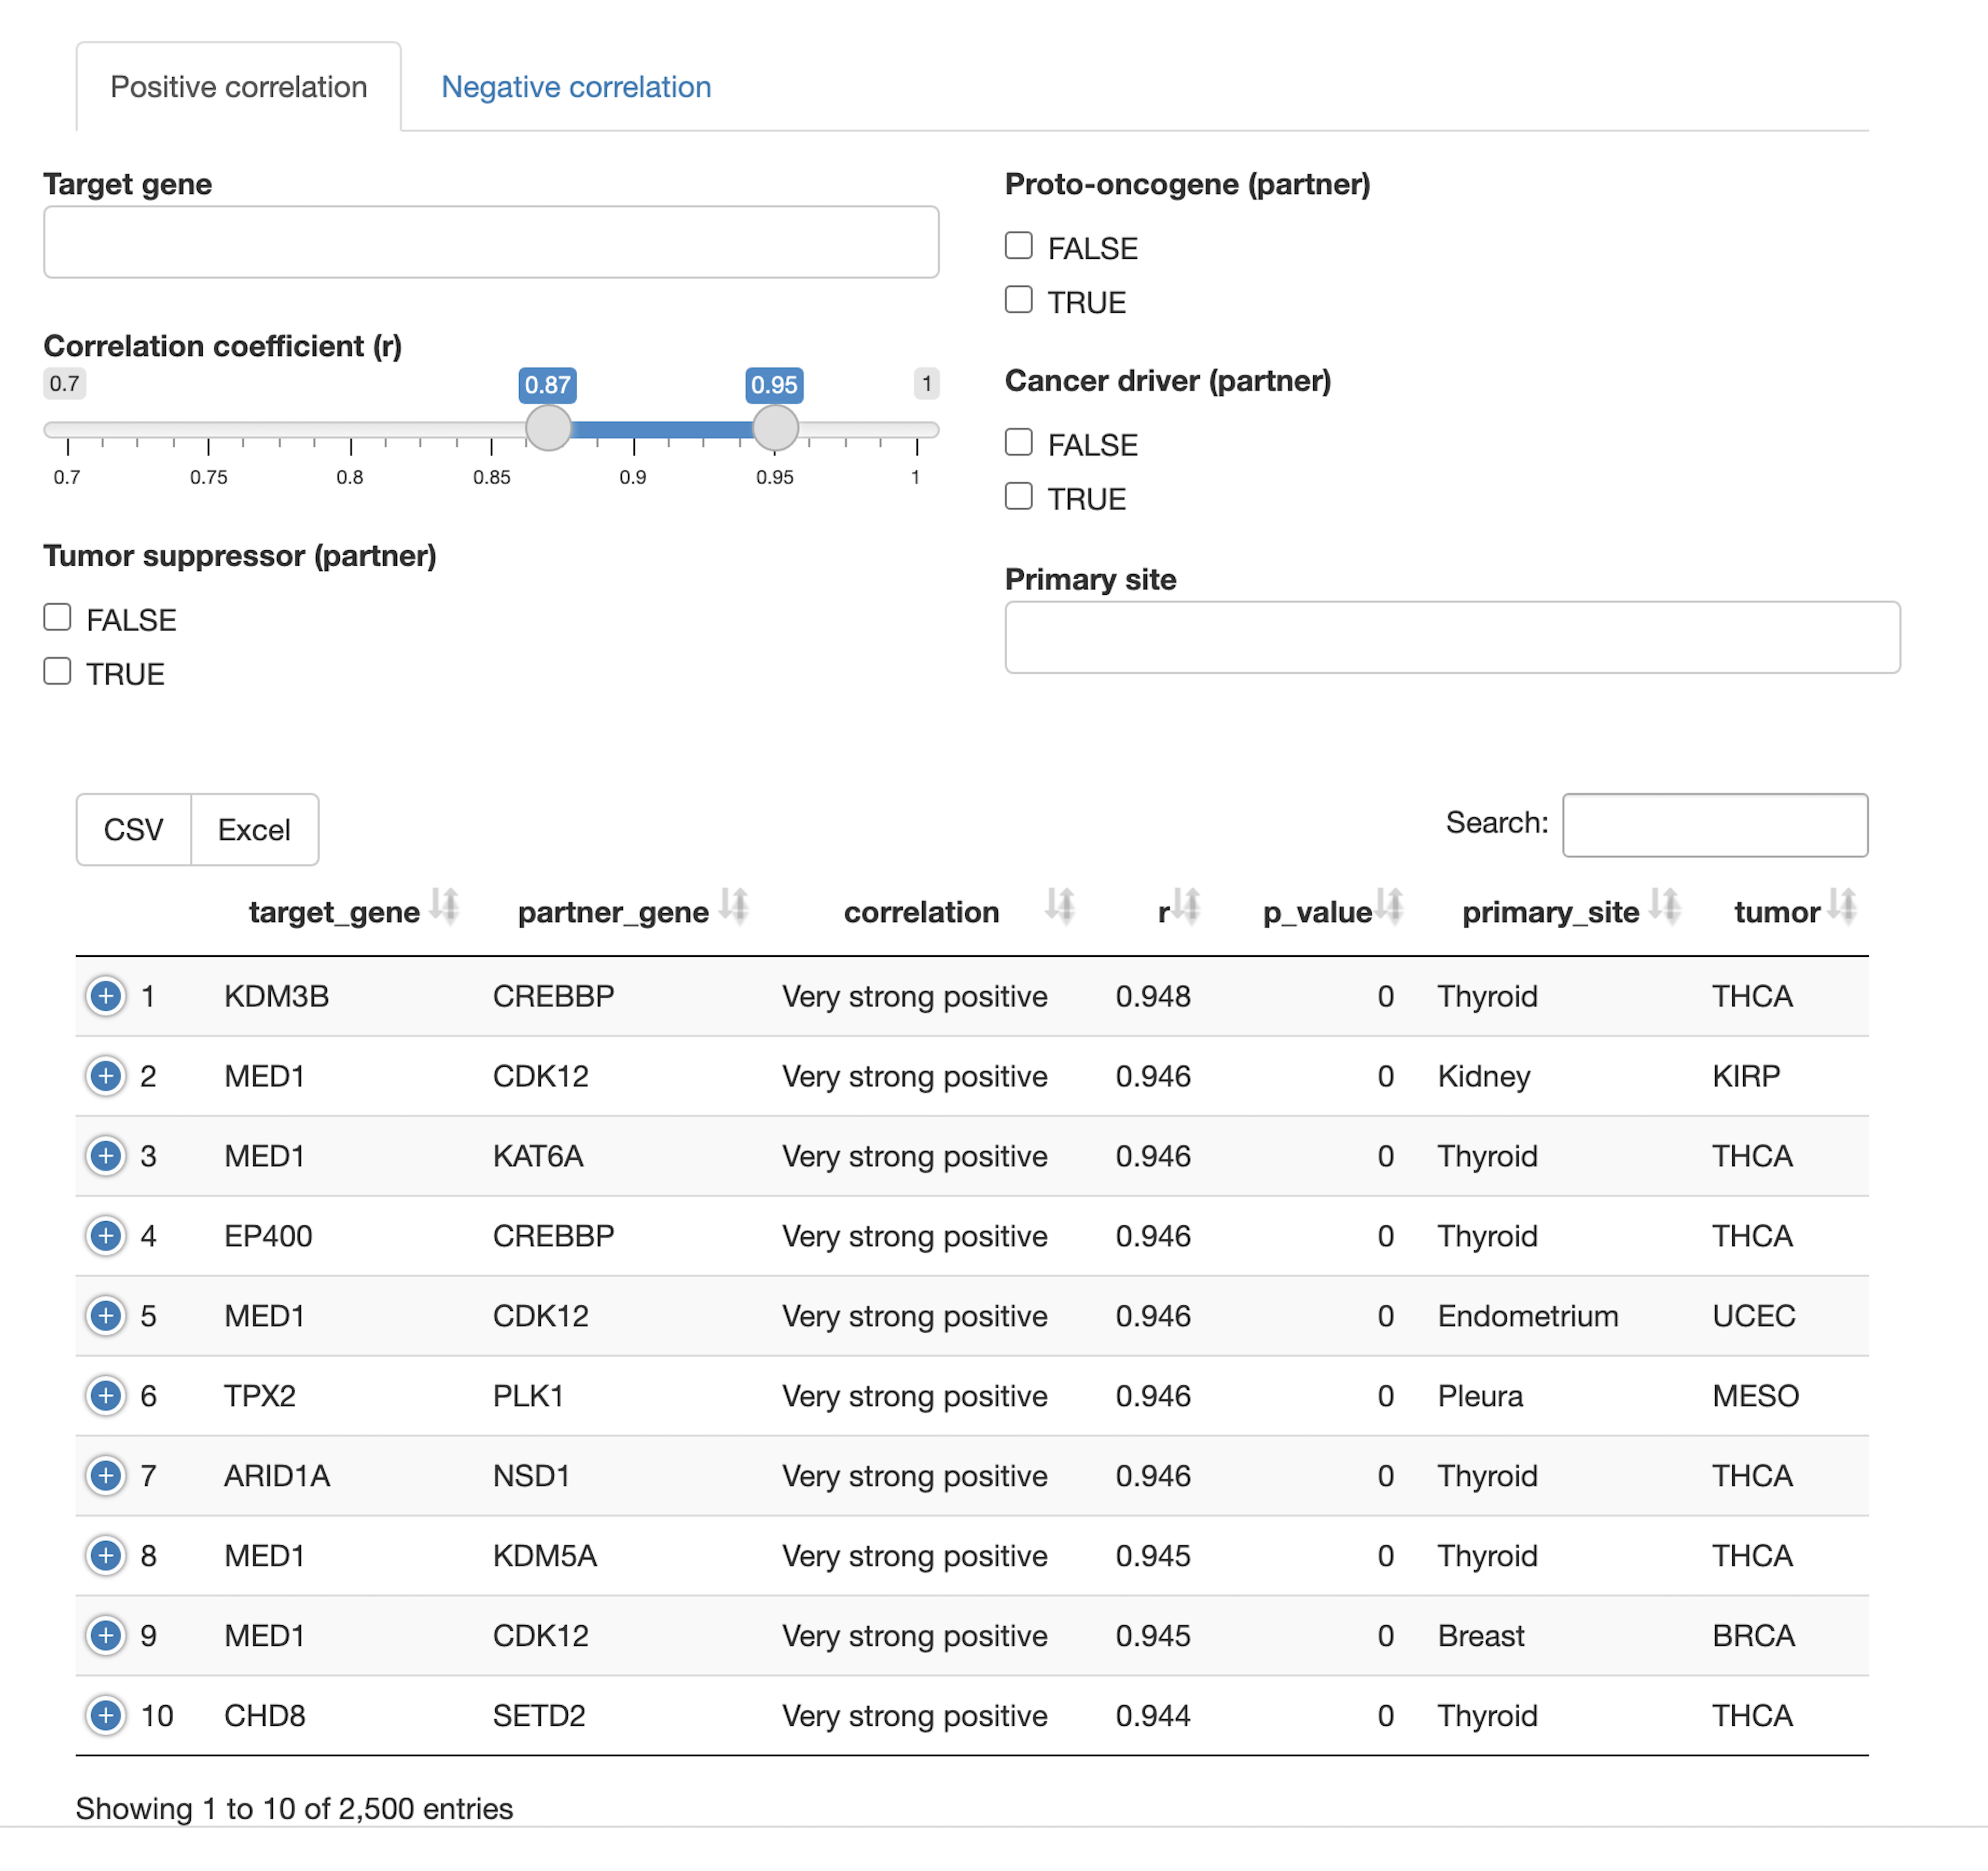 Positive correlation Negative correlation
Target gene
Correlation coefficient (r)
0.7 0.87 0.95 1
0.7 0.75 0.8 0.85 0.9 0.95 1
Tumor suppressor (partner)
FALSE
TRUE
Proto-oncogene (partner)
FALSE
TRUE
Cancer driver (partner)
FALSE
TRUE
Primary site
CSV Excel Search:
target_gene partner_gene correlation r p_value primary_site tumor
1 KDM3B CREBBP Very strong positive 0.948 0 Thyroid THCA
2 MED1 CDK12 Very strong positive 0.946 0 Kidney KIRP
3 MED1 KAT6A Very strong positive 0.946 0 Thyroid THCA
4 EP400 CREBBP Very strong positive 0.946 0 Thyroid THCA
5 MED1 CDK12 Very strong positive 0.946 0 Endometrium UCEC
6 TPX2 PLK1 Very strong positive 0.946 0 Pleura MESO
7 ARID1A NSD1 Very strong positive 0.946 0 Thyroid THCA
8 MED1 KDM5A Very strong positive 0.945 0 Thyroid THCA
9 MED1 CDK12 Very strong positive 0.945 0 Breast BRCA
10 CHD8 SETD2 Very strong positive 0.944 0 Thyroid THCA
Showing 1 to 10 of 2,500 entries